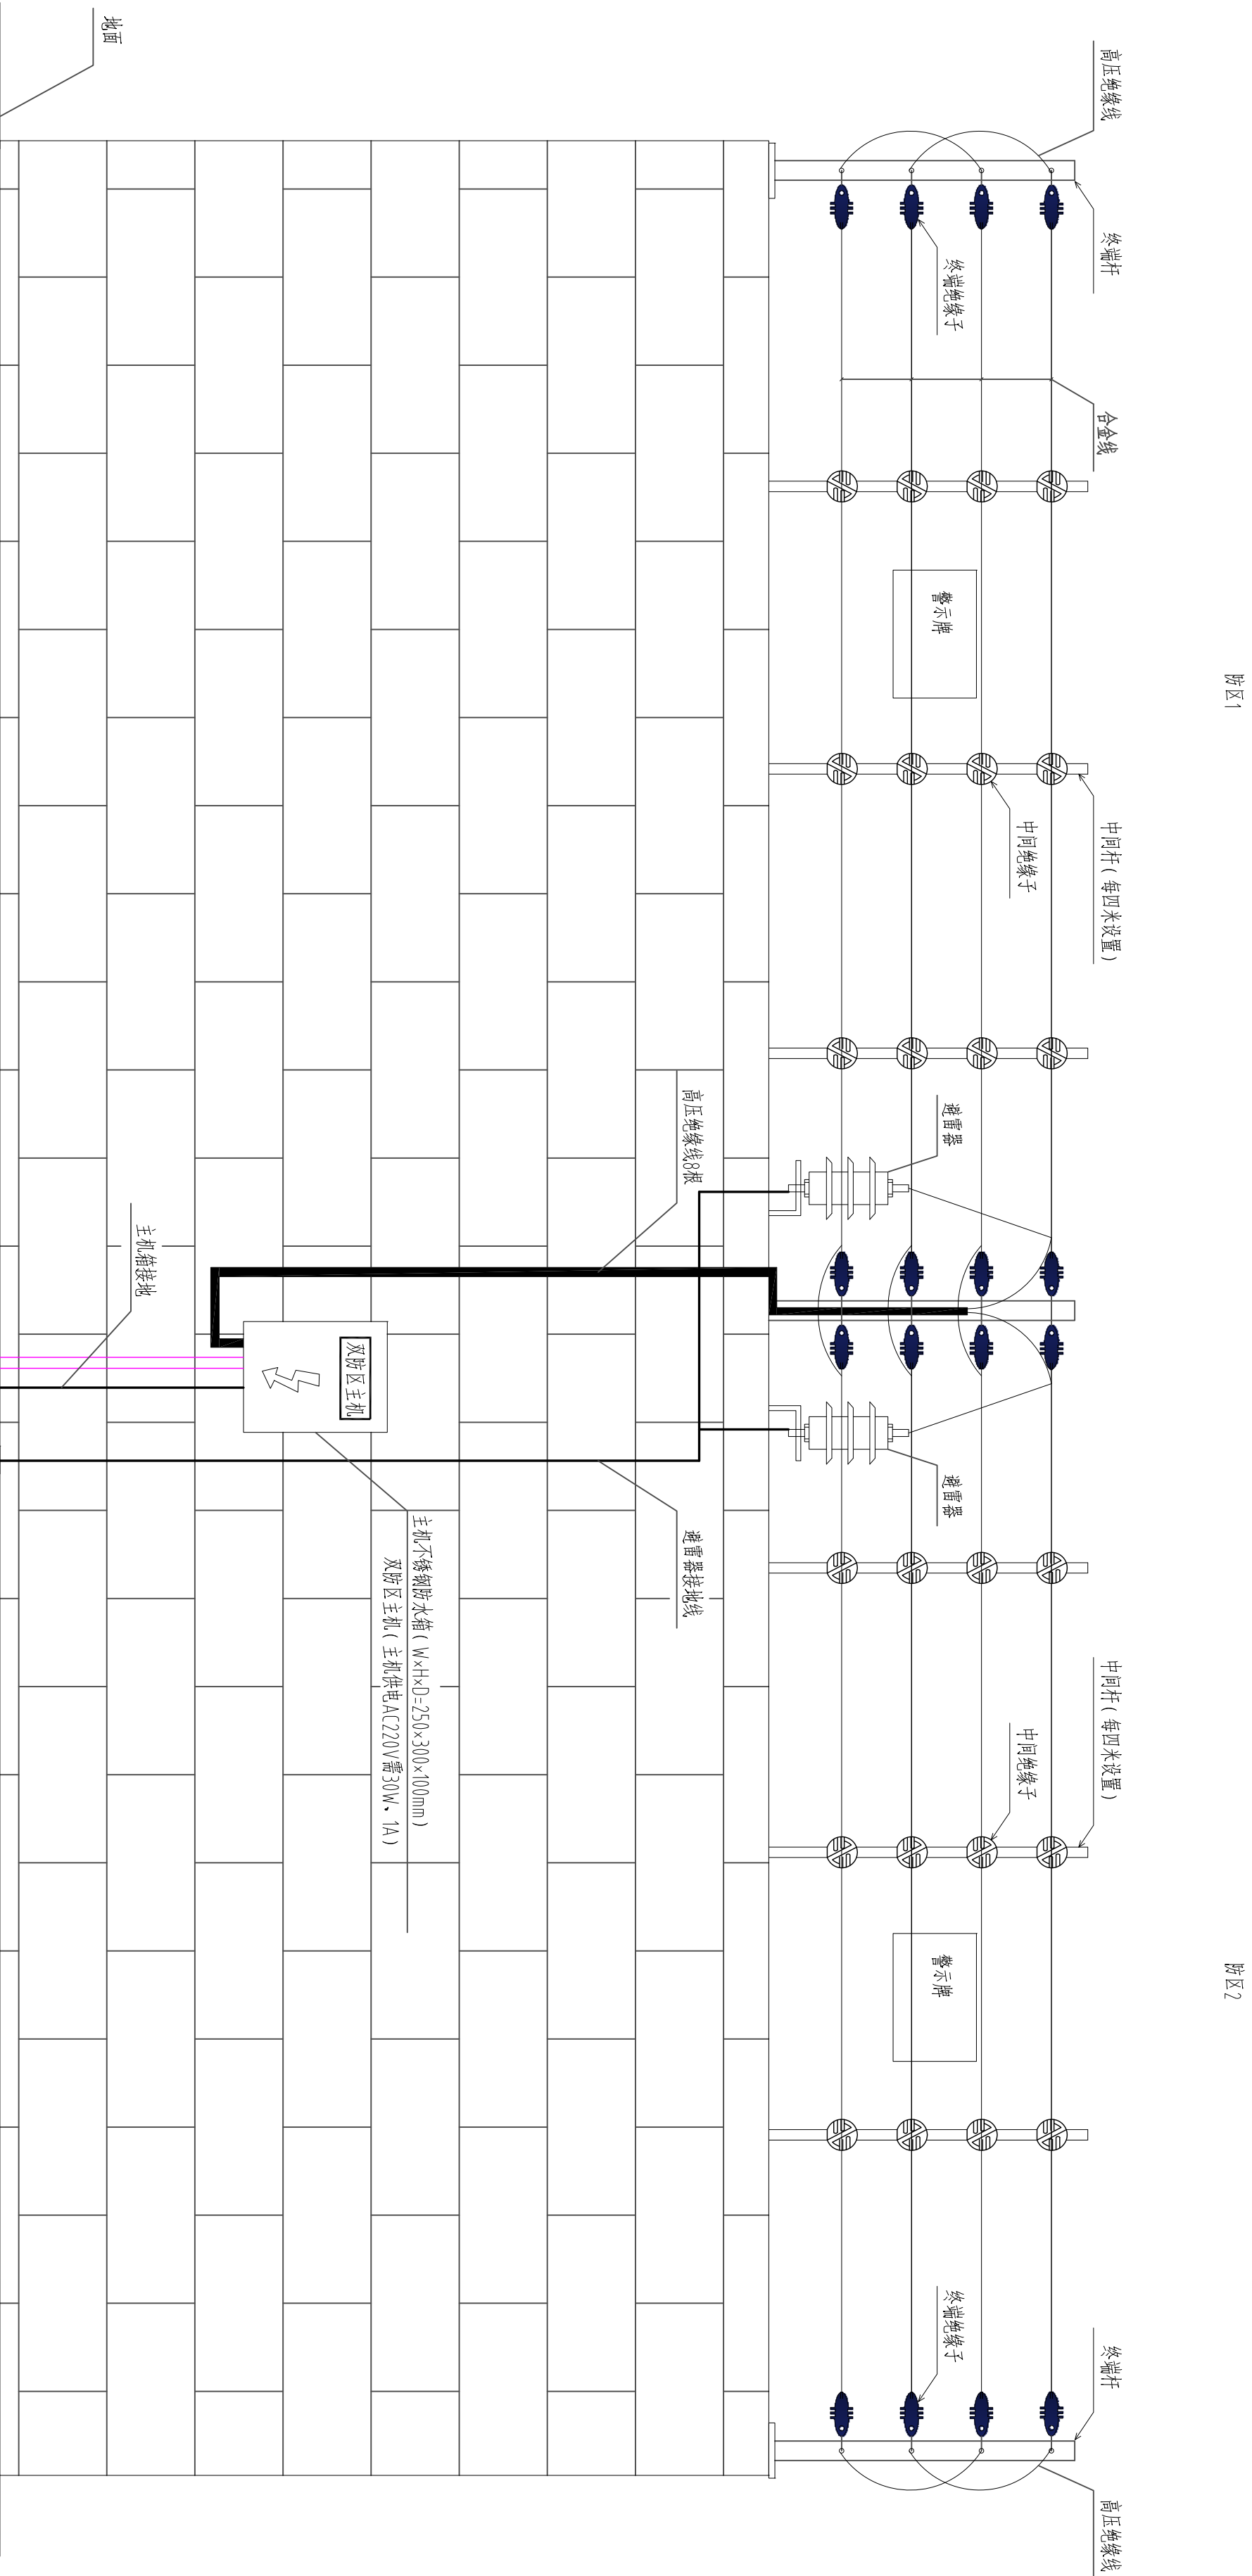 防区1
防区2
高压绝缘线
终端杆
合金线
中间杆(每四米设置)
中间杆(每四米设置)
终端杆
高压绝缘线
中间绝缘子
中间绝缘子
终端绝缘子
警示牌
避雷器
避雷器
警示牌
终端绝缘子
高压绝缘线8根
避雷器接地线
主机不锈钢防水箱(WxHxD=250x300x100mm)
双防区主机(主机供电AC220V需30W、1A)
双防区主机
主机箱接地
地面